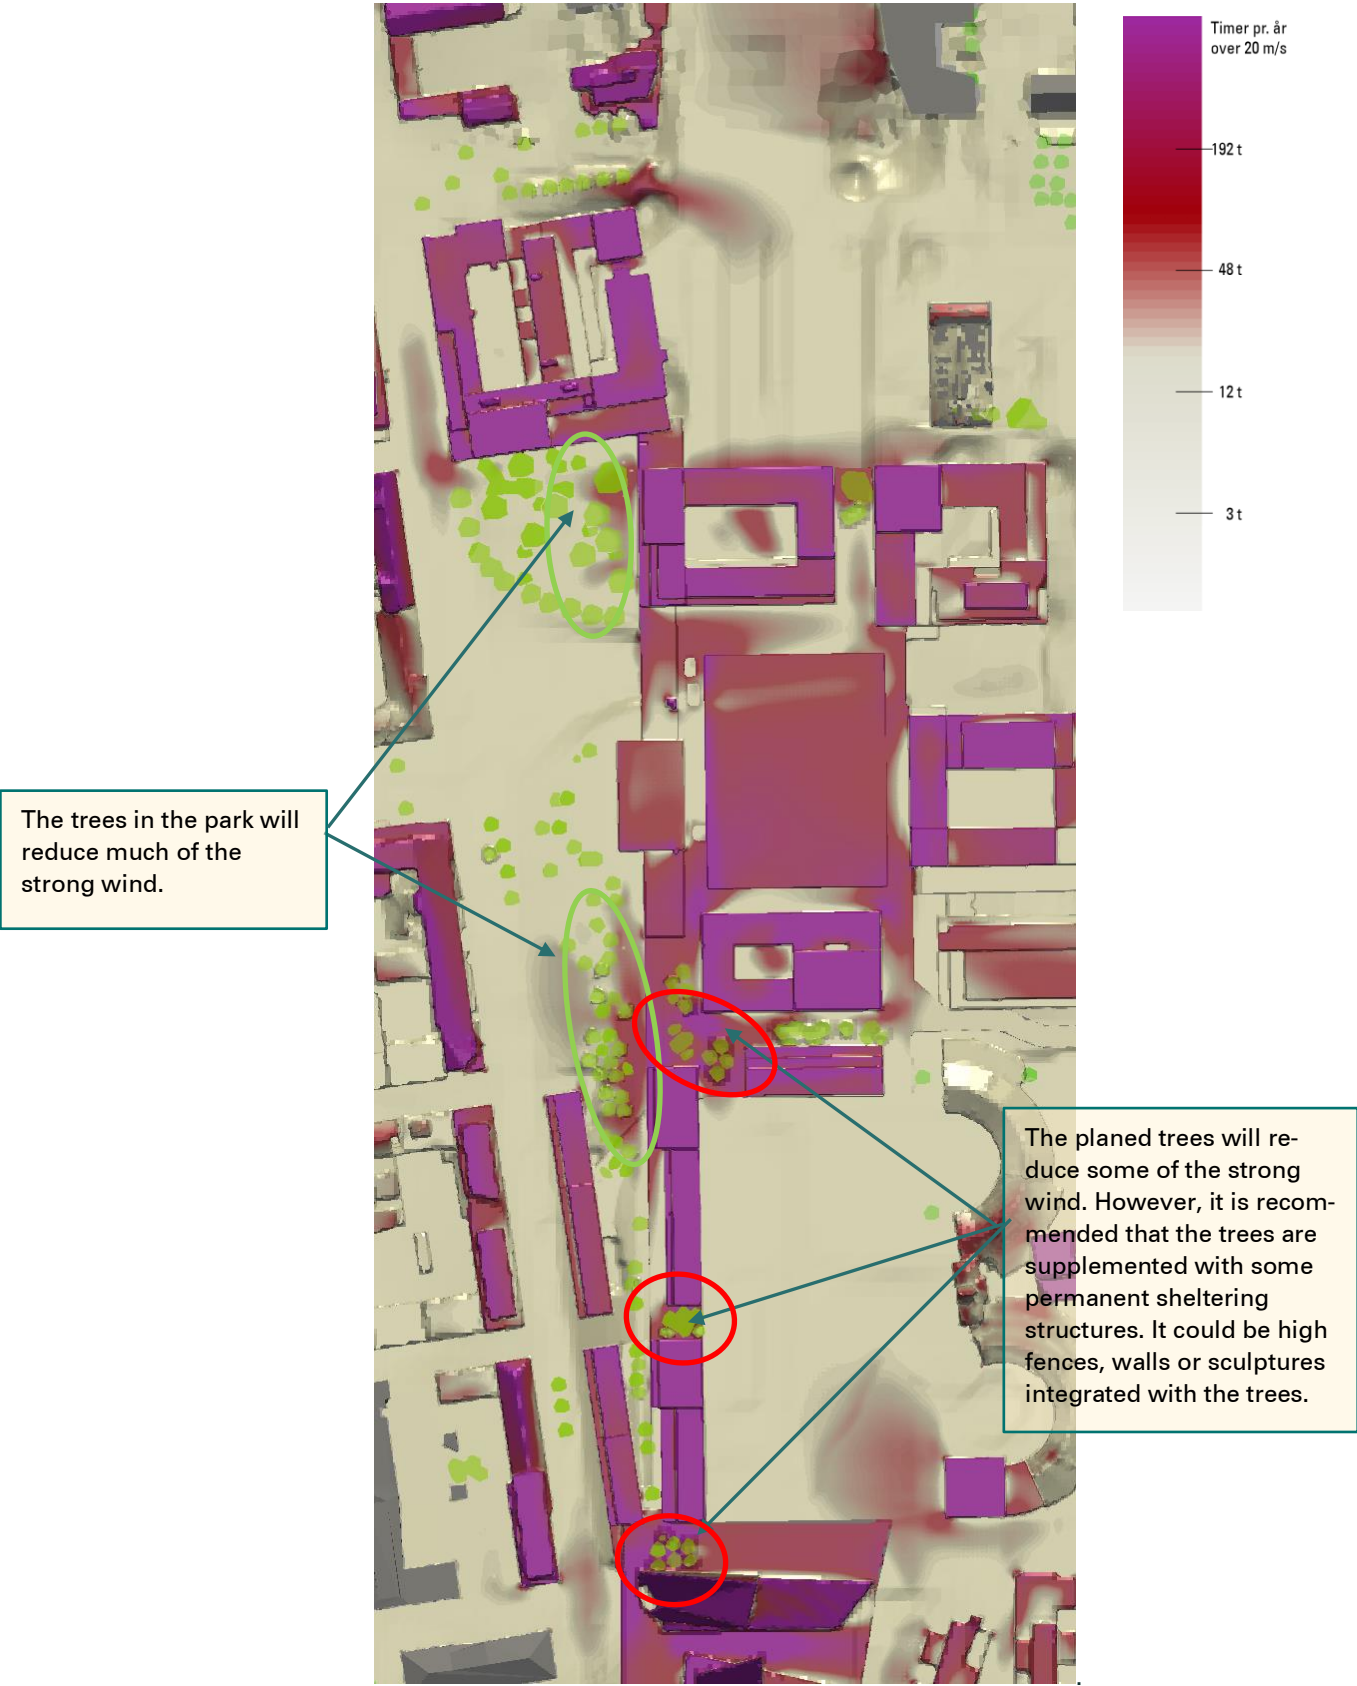 Timer pr. år
over 20 m/s
192 t
48 t
12 t
3 t
The trees in the park will
reduce much of the
strong wind.
The planed trees will re-
duce some of the strong
wind. However, it is recom-
mended that the trees are
supplemented with some
permanent sheltering
structures. It could be high
fences, walls or sculptures
integrated with the trees.